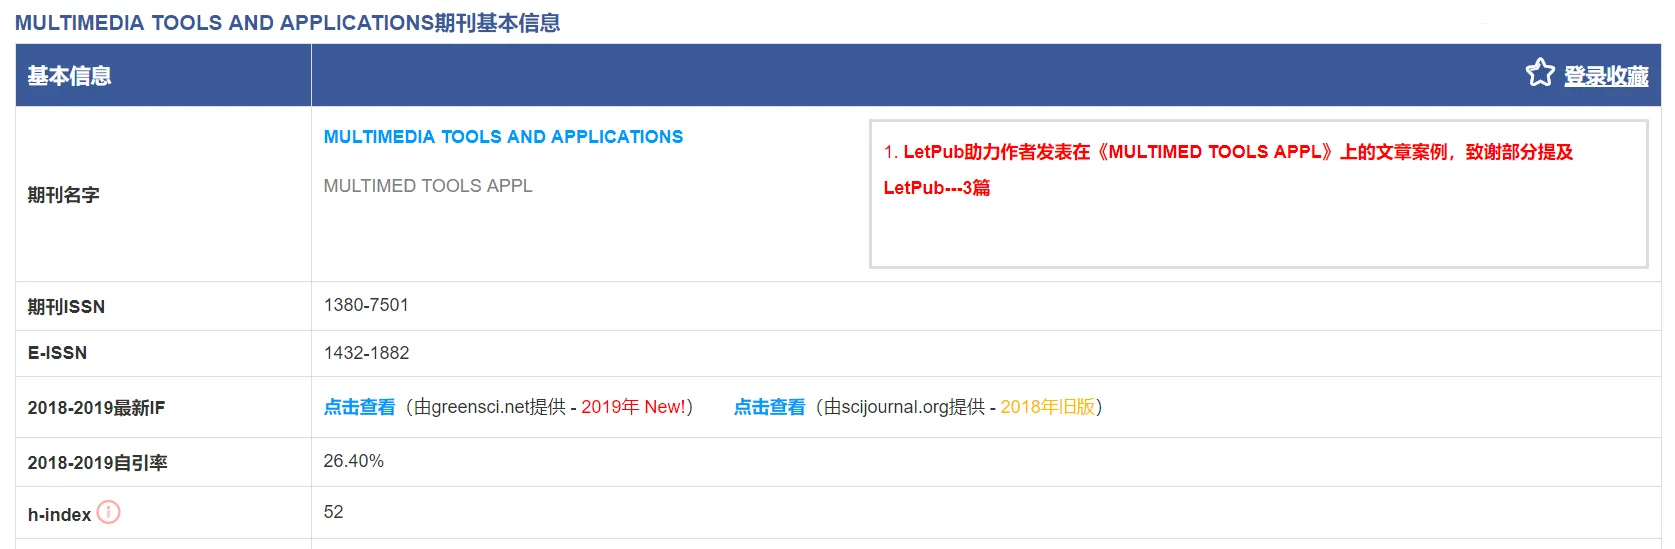 MULTIMEDIA TOOLS AND APPLICATIONS期刊基本信息
基本信息
登录收藏
期刊名字
MULTIMEDIA TOOLS AND APPLICATIONS
MULTIMED TOOLS APPL
1. LetPub助力作者发表在《MULTIMED TOOLS APPL》上的文章案例，致谢部分提及
LetPub---3篇
期刊ISSN
1380-7501
E-ISSN
1432-1882
2018-2019最新IF
点击查看（由greensci.net提供 - 2019年 New!） 点击查看（由scijournal.org提供 - 2018年旧版）
2018-2019自引率
26.40%
h-index
52